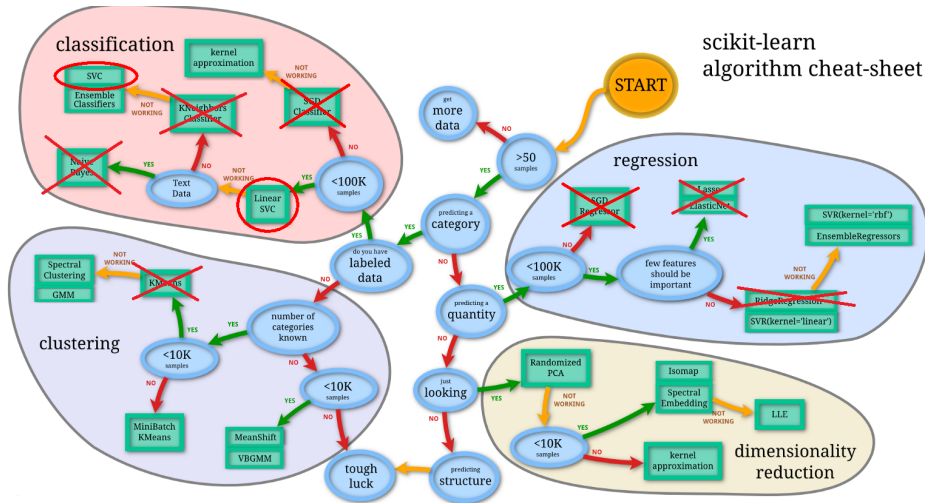 scikit-learn
algorithm cheat-sheet
START
get
more
data
NO
>50
samples
YES
predicting a
category
YES
NO
do you have
labeled
data
YES
NO
classification
kernel
approximation
NOT
WORKING
SGD
Classifier
NO
<100K
samples
YES
Linear
SVC
NOT
WORKING
Text
Data
YES
Naive
Bayes
NO
KNeighbors
Classifier
NOT
WORKING
SVC
Ensemble
Classifiers
regression
predicting a
quantity
YES
NO
<100K
samples
NO
SGD
Regressor
YES
few features
should be
important
YES
Lasso
ElasticNet
NO
RidgeRegression
SVR(kernel='linear')
NOT
WORKING
SVR(kernel='rbf')
EnsembleRegressors
clustering
number of
categories
known
YES
NO
<10K
samples
YES
KMeans
NOT
WORKING
Spectral
Clustering
GMM
NO
MiniBatch
KMeans
<10K
samples
YES
MeanShift
VBGMM
NO
tough
luck
just
looking
YES
NO
predicting
structure
dimensionality
reduction
Randomized
PCA
NOT
WORKING
<10K
samples
YES
Isomap
Spectral
Embedding
NOT
WORKING
LLE
NO
kernel
approximation